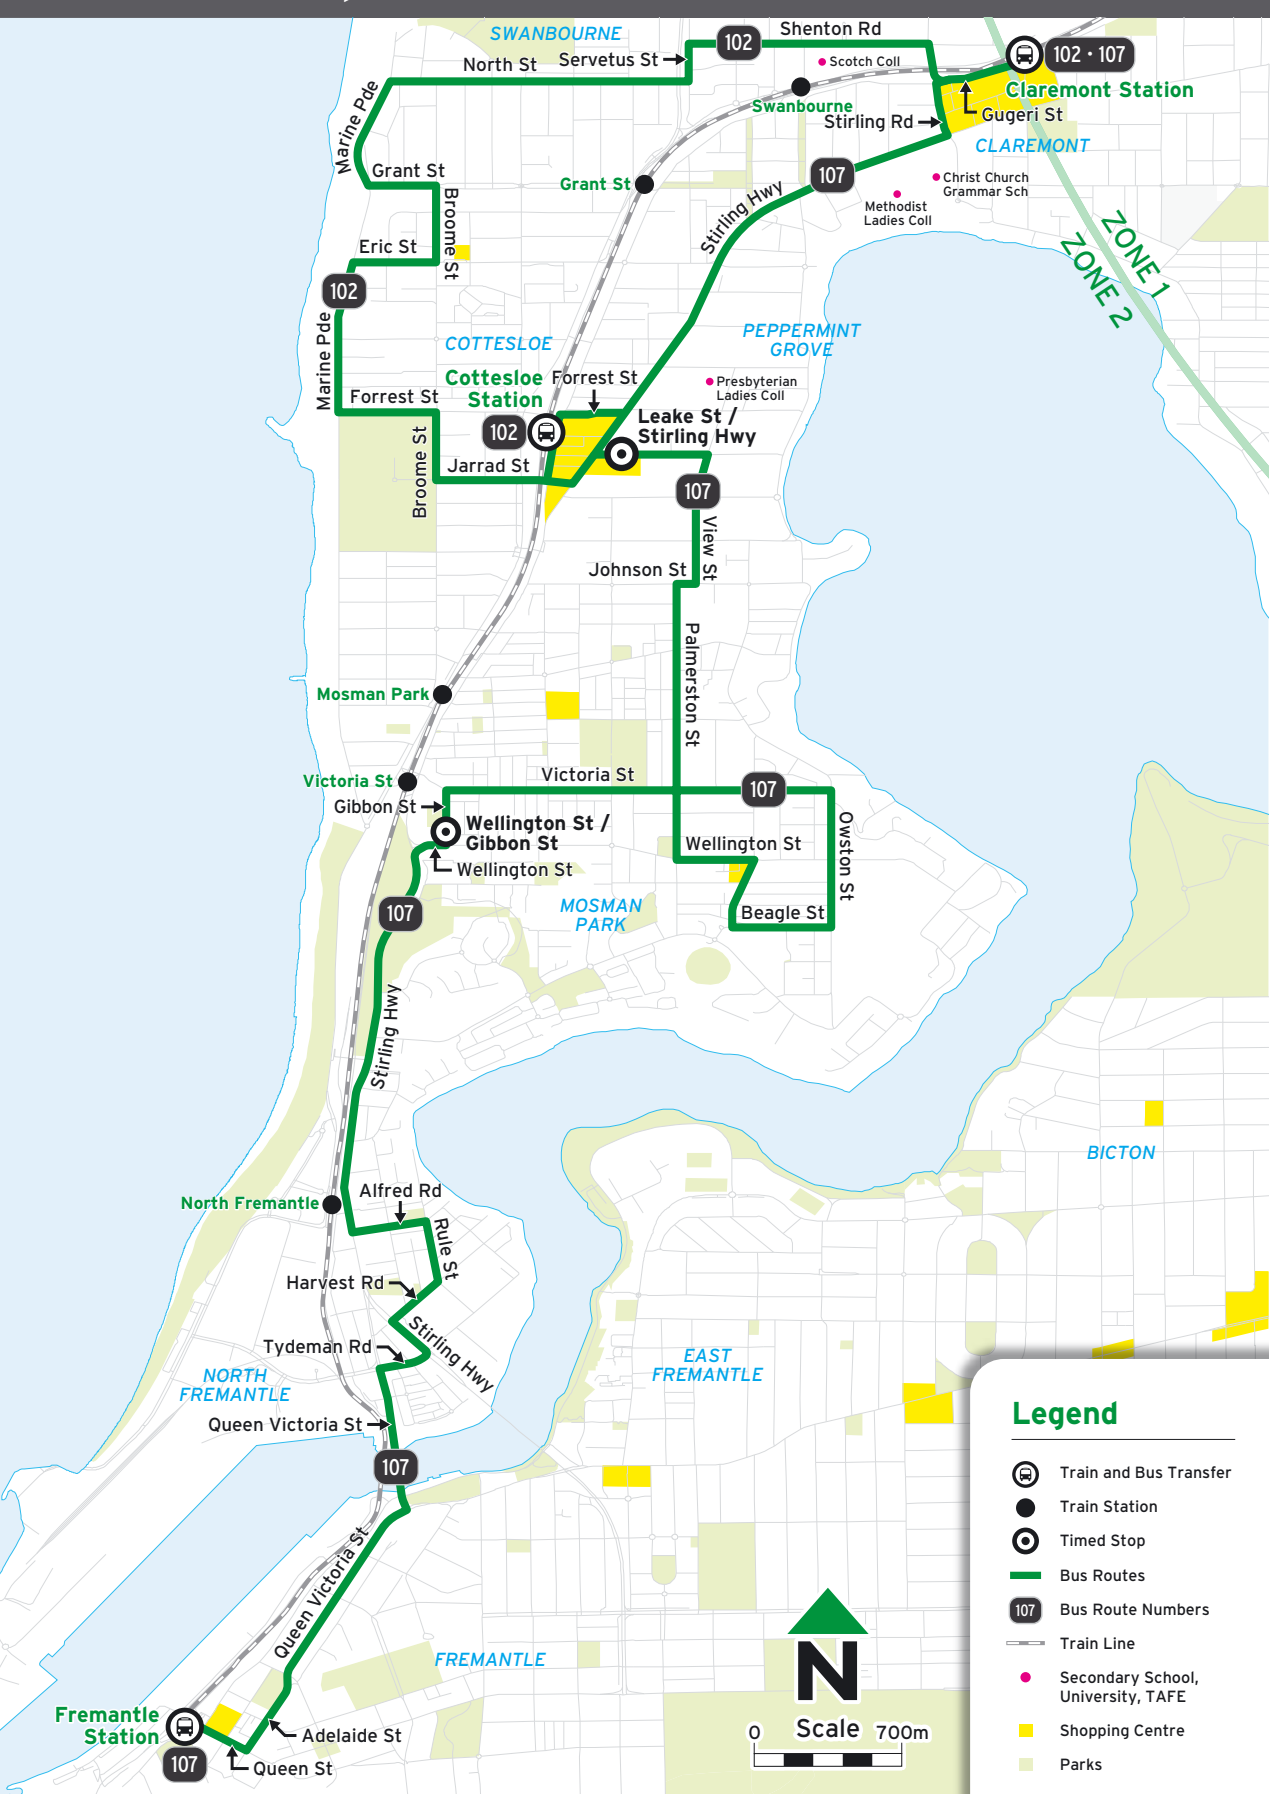 SWANBOURNE
Shenton Rd
102
Servetus St
North St
102 • 107
Scotch Coll
Claremont Station
Swanbourne
Gugeri St
Stirling Rd
CLAREMONT
Marine Pde
Grant St
107
Christ Church
Grammar Sch
Methodist
Ladies Coll
Grant St
Broome St
Stirling Hwy
Eric St
ZONE 1
ZONE 2
102
Marine Pde
COTTESLOE
PEPPERMINT
GROVE
Cottesloe
Station
Forrest St
Presbyterian
Ladies Coll
Forrest St
Leake St /
Stirling Hwy
102
Broome St
Jarrad St
107
View St
Johnson St
Palmerston St
Mosman Park
Victoria St
Victoria St
107
Gibbon St
Wellington St /
Gibbon St
Owston St
Wellington St
Wellington St
107
MOSMAN
PARK
Beagle St
Stirling Hwy
BICTON
Alfred Rd
North Fremantle
Rule St
Harvest Rd
Stirling Hwy
Tydeman Rd
NORTH
FREMANTLE
EAST
FREMANTLE
Queen Victoria St
107
Queen Victoria St
FREMANTLE
Fremantle
Station
107
Adelaide St
Queen St
N
0 Scale 700m
Legend
Train and Bus Transfer
Train Station
Timed Stop
Bus Routes
107 Bus Route Numbers
Train Line
Secondary School,
University, TAFE
Shopping Centre
Parks